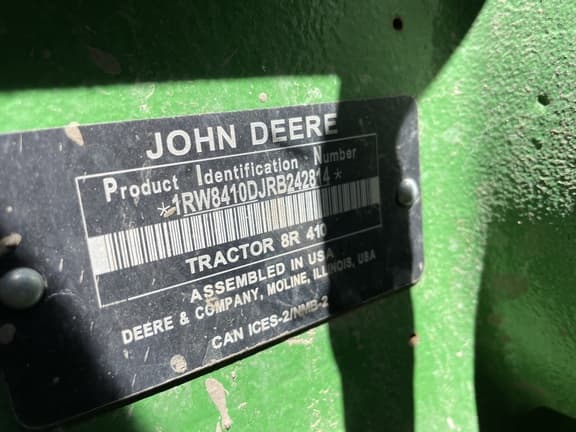 JOHN DEERE
Product Identification Number
*1RW8410DJRB242814*
TRACTOR 8R 410
ASSEMBLED IN USA
DEERE & COMPANY, MOLINE, ILLINOIS, USA
CAN ICES-2/NMB-2